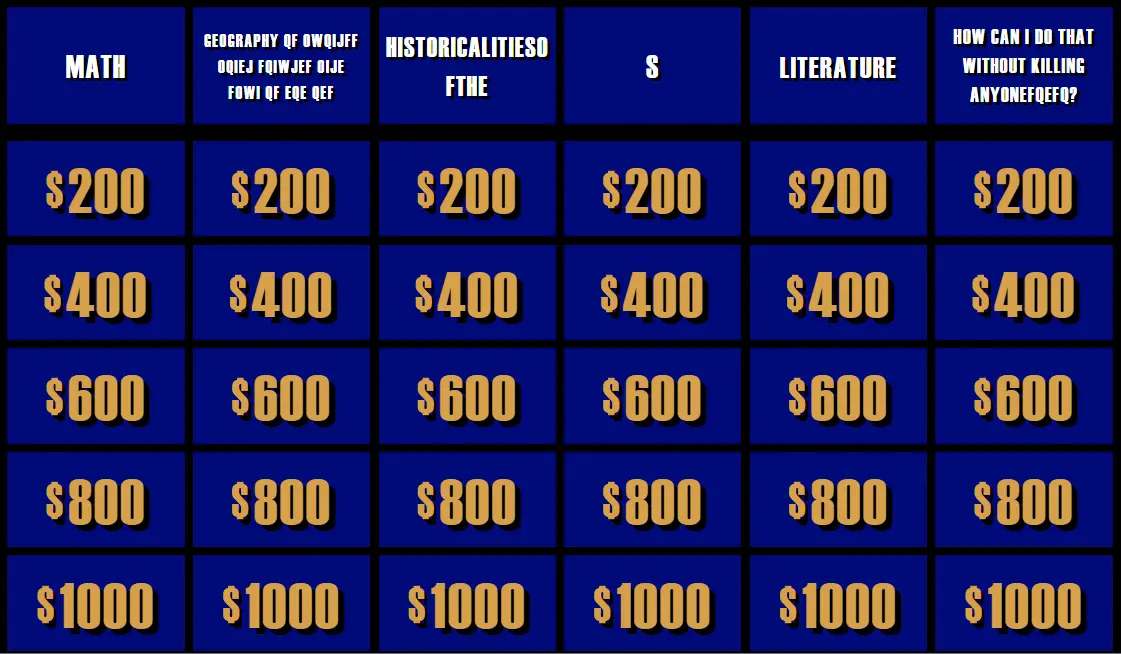 MATH
GEOGRAPHY QF OWQIJFF
OQIEJ FQIWJEF OIJE
FOWI QF EQE QEF
HISTORICALITIESO
FTHE
S
LITERATURE
HOW CAN I DO THAT
WITHOUT KILLING
ANYONEFQEFQ?
$200 $200 $200 $200 $200 $200
$400 $400 $400 $400 $400 $400
$600 $600 $600 $600 $600 $600
$800 $800 $800 $800 $800 $800
$1000 $1000 $1000 $1000 $1000 $1000